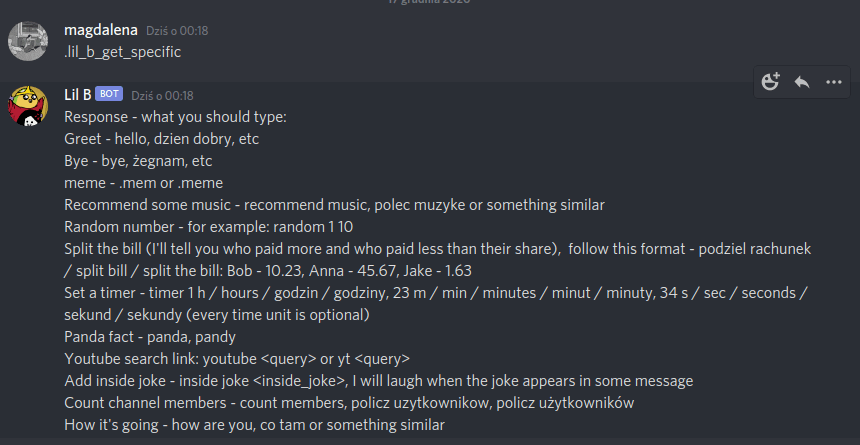 17 grudnia 2020
magdalena Dziś o 00:18
.lil_b_get_specific
Lil B BOT Dziś o 00:18
Response - what you should type:
Greet - hello, dzien dobry, etc
Bye - bye, żegnam, etc
meme - .mem or .meme
Recommend some music - recommend music, polec muzyke or something similar
Random number - for example: random 1 10
Split the bill (I'll tell you who paid more and who paid less than their share),  follow this format - podziel rachunek
/ split bill / split the bill: Bob - 10.23, Anna - 45.67, Jake - 1.63
Set a timer - timer 1 h / hours / godzin / godziny, 23 m / min / minutes / minut / minuty, 34 s / sec / seconds /
sekund / sekundy (every time unit is optional)
Panda fact - panda, pandy
Youtube search link: youtube <query> or yt <query>
Add inside joke - inside joke <inside_joke>, I will laugh when the joke appears in some message
Count channel members - count members, policz uzytkownikow, policz użytkowników
How it's going - how are you, co tam or something similar